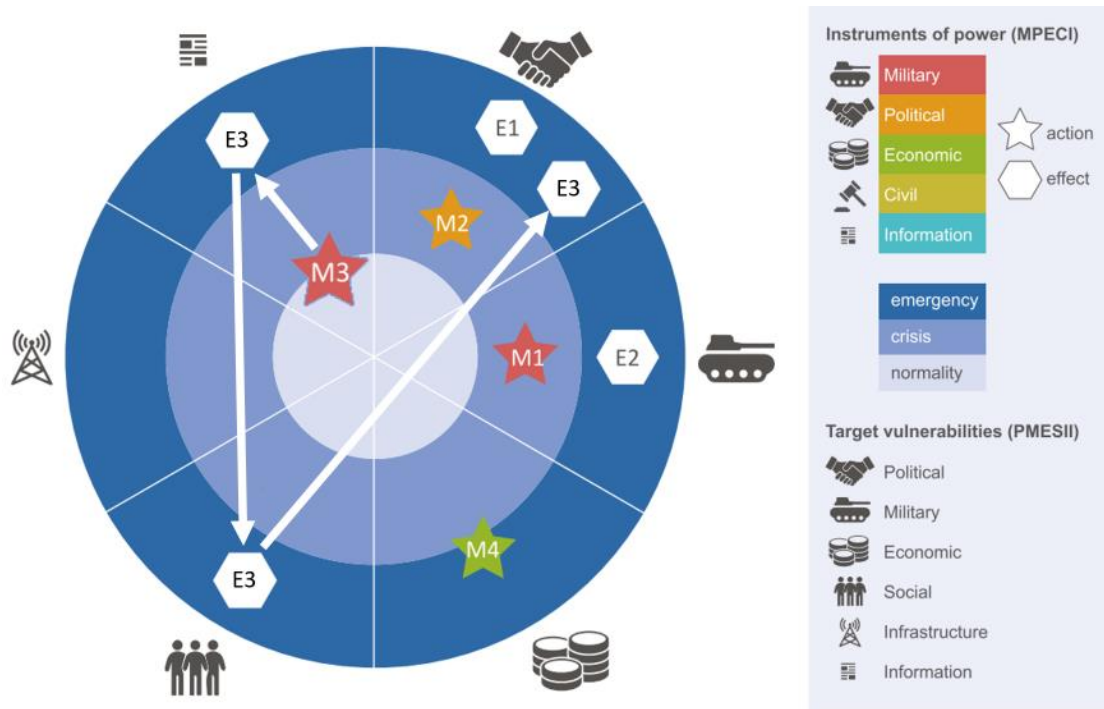 E1
E3
E3
M2
M3
M1
E2
M4
E3
Instruments of power (MPECI)
Military
Political
Economic
Civil
Information
action
effect
emergency
crisis
normality
Target vulnerabilities (PMESII)
Political
Military
Economic
Social
Infrastructure
Information